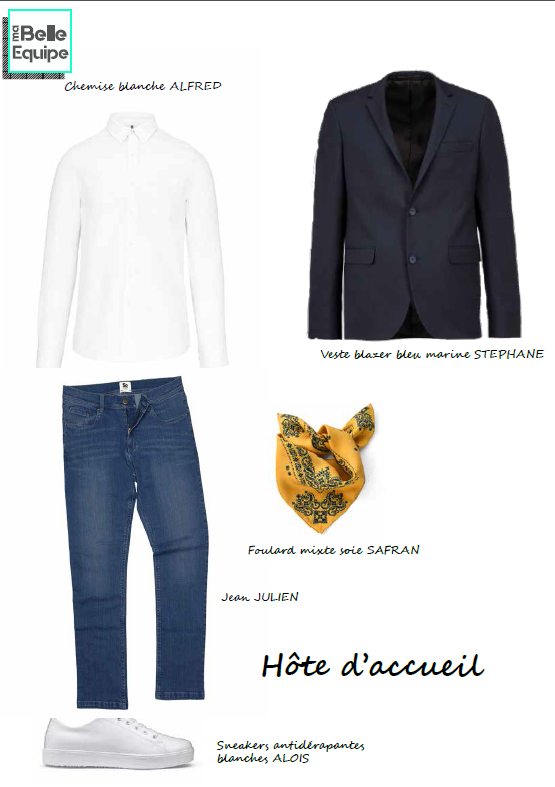 ma
Belle
Equipe
Chemise blanche ALFRED
Veste blazer bleu marine STEPHANE
Foulard mixte soie SAFRAN
Jean JULIEN
Hôte d'accueil
Sneakers antidérapantes
blanches ALOIS